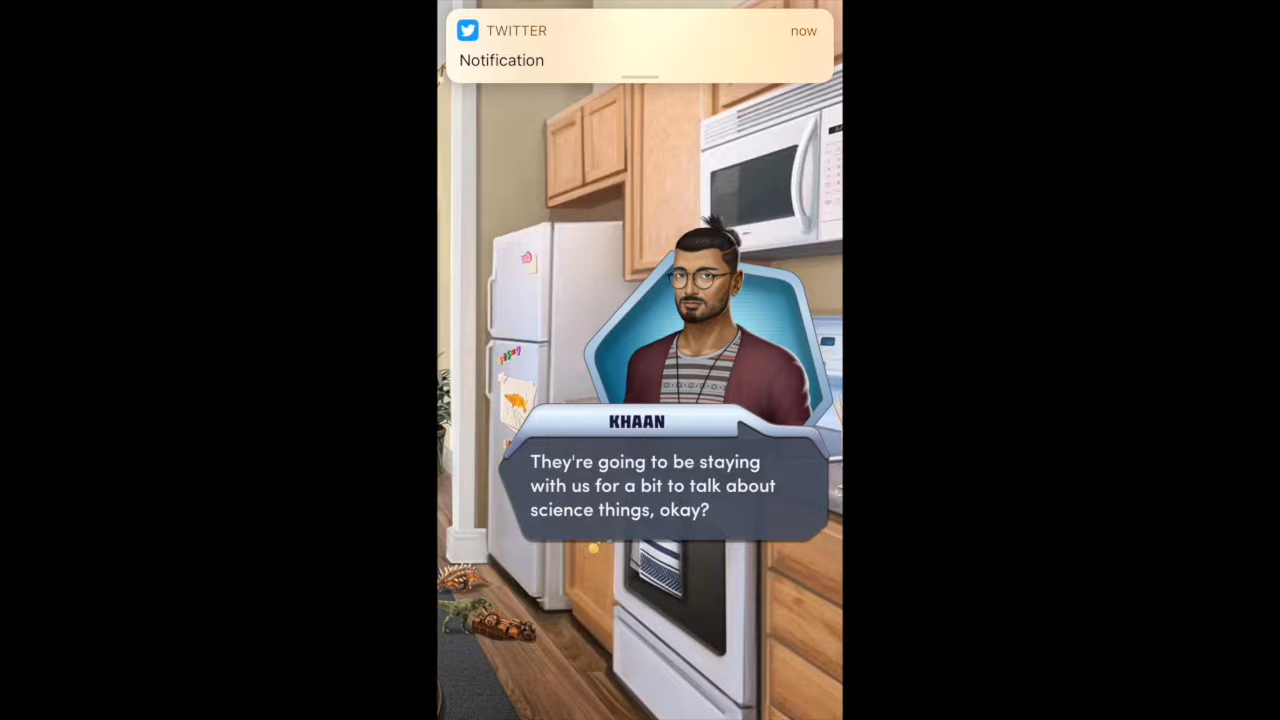 TWITTER
now
Notification
KHAAN
They're going to be staying
with us for a bit to talk about
science things, okay?